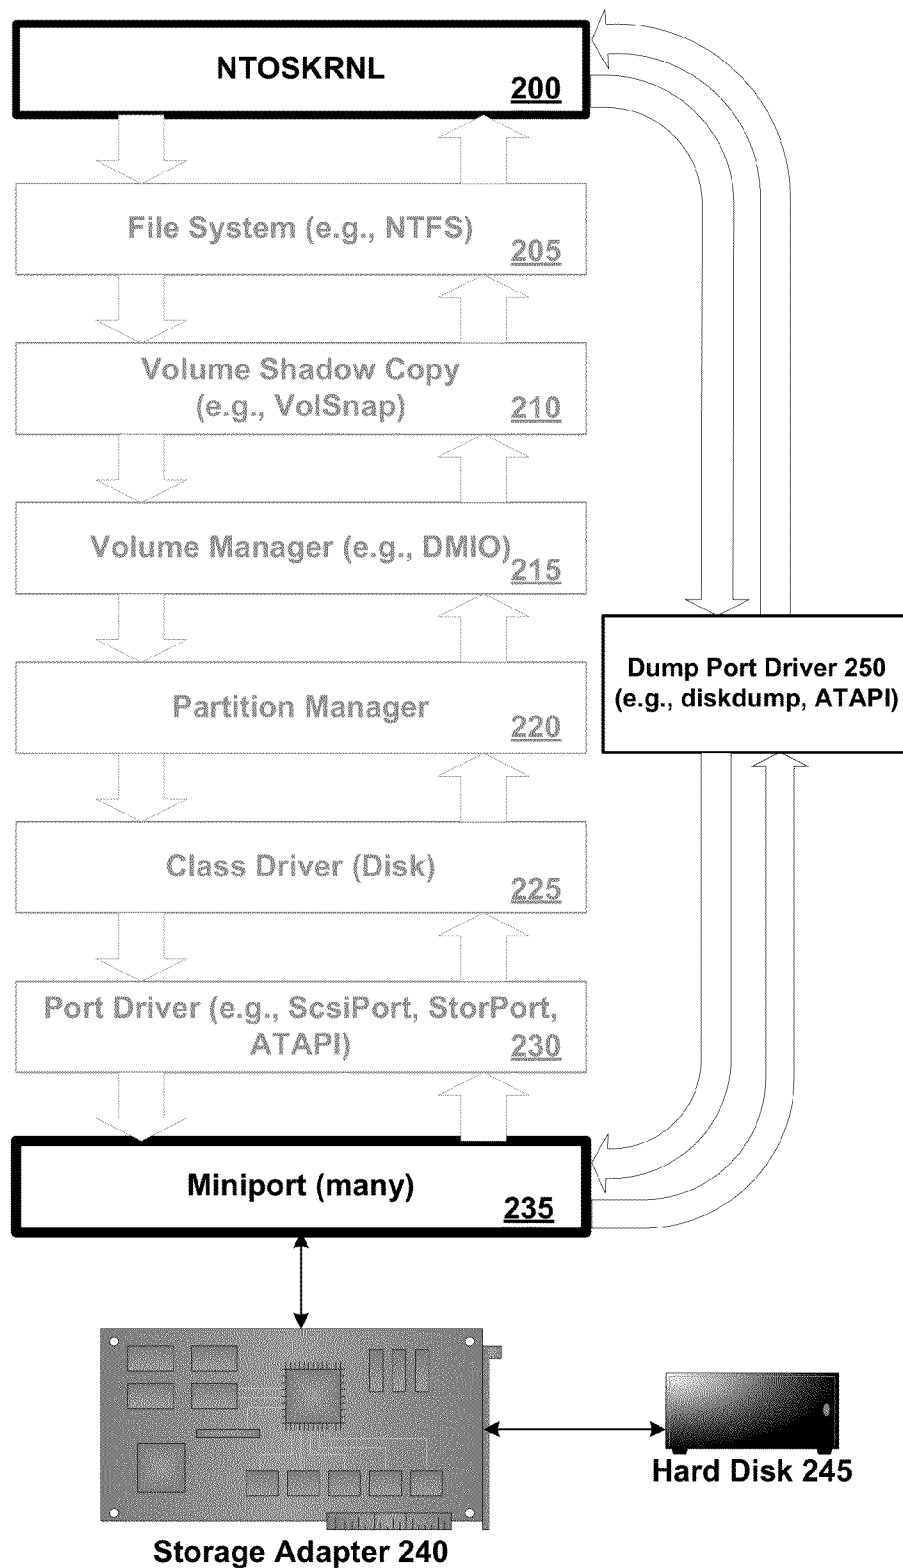 NTOSKRNL
200
File System (e.g., NTFS)
205
Volume Shadow Copy
(e.g., VolSnap)
210
Volume Manager (e.g., DMIO)
215
Partition Manager
220
Dump Port Driver 250
(e.g., diskdump, ATAPI)
Class Driver (Disk)
225
Port Driver (e.g., ScsiPort, StorPort,
ATAPI)
230
Miniport (many)
235
Hard Disk 245
Storage Adapter 240